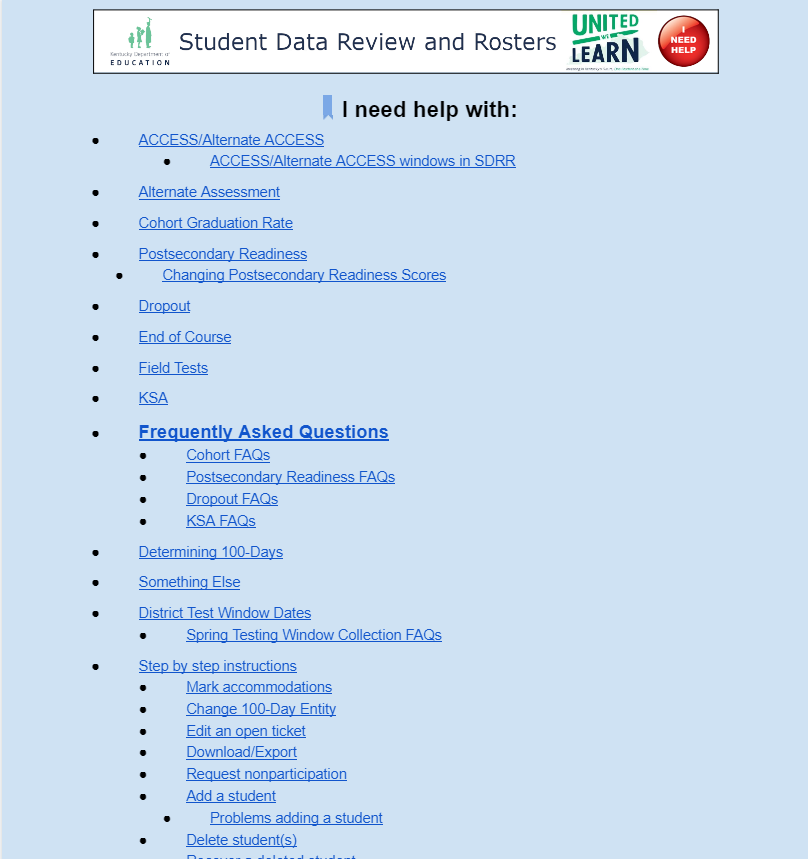 Kentucky Department of
EDUCATION
Student Data Review and Rosters
UNITED
WE
LEARN
I
NEED
HELP
I need help with:
ACCESS/Alternate ACCESS
ACCESS/Alternate ACCESS windows in SDRR
Alternate Assessment
Cohort Graduation Rate
Postsecondary Readiness
Changing Postsecondary Readiness Scores
Dropout
End of Course
Field Tests
KSA
Frequently Asked Questions
Cohort FAQs
Postsecondary Readiness FAQs
Dropout FAQs
KSA FAQs
Determining 100-Days
Something Else
District Test Window Dates
Spring Testing Window Collection FAQs
Step by step instructions
Mark accommodations
Change 100-Day Entity
Edit an open ticket
Download/Export
Request nonparticipation
Add a student
Problems adding a student
Delete student(s)
Recover a deleted student